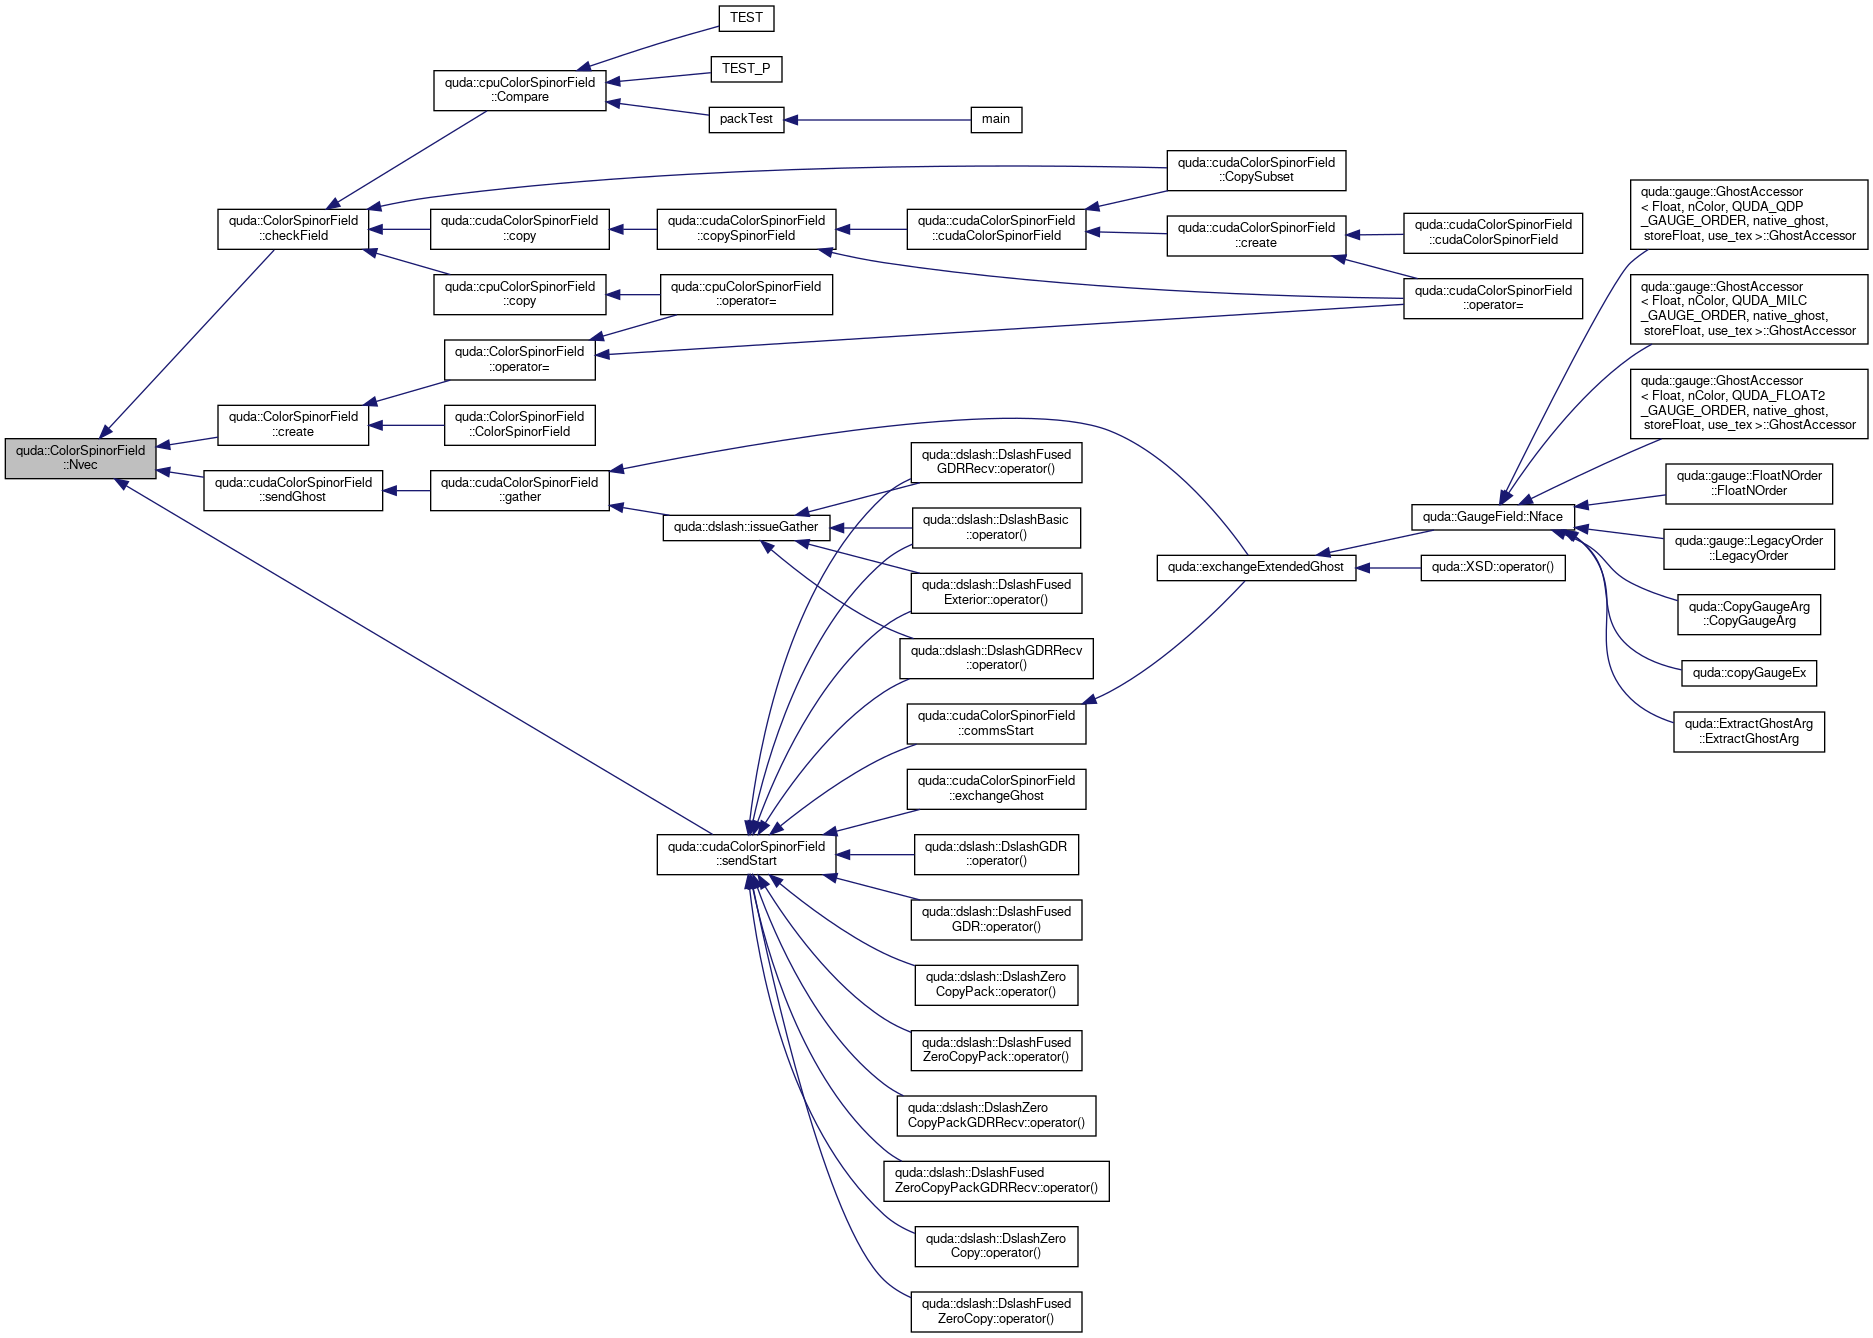 TEST
TEST_P
quda::cpuColorSpinorField
::Compare
packTest
main
quda::cudaColorSpinorField
::CopySubset
quda::ColorSpinorField
::checkField
quda::cudaColorSpinorField
::copy
quda::cudaColorSpinorField
::copySpinorField
quda::cudaColorSpinorField
::cudaColorSpinorField
quda::cudaColorSpinorField
::create
quda::cudaColorSpinorField
::cudaColorSpinorField
quda::cpuColorSpinorField
::copy
quda::cpuColorSpinorField
::operator=
quda::cudaColorSpinorField
::operator=
quda::ColorSpinorField
::operator=
quda::ColorSpinorField
::create
quda::ColorSpinorField
::ColorSpinorField
quda::ColorSpinorField
::Nvec
quda::cudaColorSpinorField
::sendGhost
quda::cudaColorSpinorField
::gather
quda::dslash::issueGather
quda::dslash::DslashFused
GDRRecv::operator()
quda::dslash::DslashBasic
::operator()
quda::dslash::DslashFused
Exterior::operator()
quda::dslash::DslashGDRRecv
::operator()
quda::cudaColorSpinorField
::commsStart
quda::cudaColorSpinorField
::exchangeGhost
quda::cudaColorSpinorField
::sendStart
quda::dslash::DslashGDR
::operator()
quda::dslash::DslashFused
GDR::operator()
quda::dslash::DslashZero
CopyPack::operator()
quda::dslash::DslashFused
ZeroCopyPack::operator()
quda::dslash::DslashZero
CopyPackGDRRecv::operator()
quda::dslash::DslashFused
ZeroCopyPackGDRRecv::operator()
quda::dslash::DslashZero
Copy::operator()
quda::dslash::DslashFused
ZeroCopy::operator()
quda::exchangeExtendedGhost
quda::GaugeField::Nface
quda::XSD::operator()
quda::gauge::GhostAccessor
< Float, nColor, QUDA_QDP
_GAUGE_ORDER, native_ghost,
storeFloat, use_tex >::GhostAccessor
quda::gauge::GhostAccessor
< Float, nColor, QUDA_MILC
_GAUGE_ORDER, native_ghost,
storeFloat, use_tex >::GhostAccessor
quda::gauge::GhostAccessor
< Float, nColor, QUDA_FLOAT2
_GAUGE_ORDER, native_ghost,
storeFloat, use_tex >::GhostAccessor
quda::gauge::FloatNOrder
::FloatNOrder
quda::gauge::LegacyOrder
::LegacyOrder
quda::CopyGaugeArg
::CopyGaugeArg
quda::copyGaugeEx
quda::ExtractGhostArg
::ExtractGhostArg